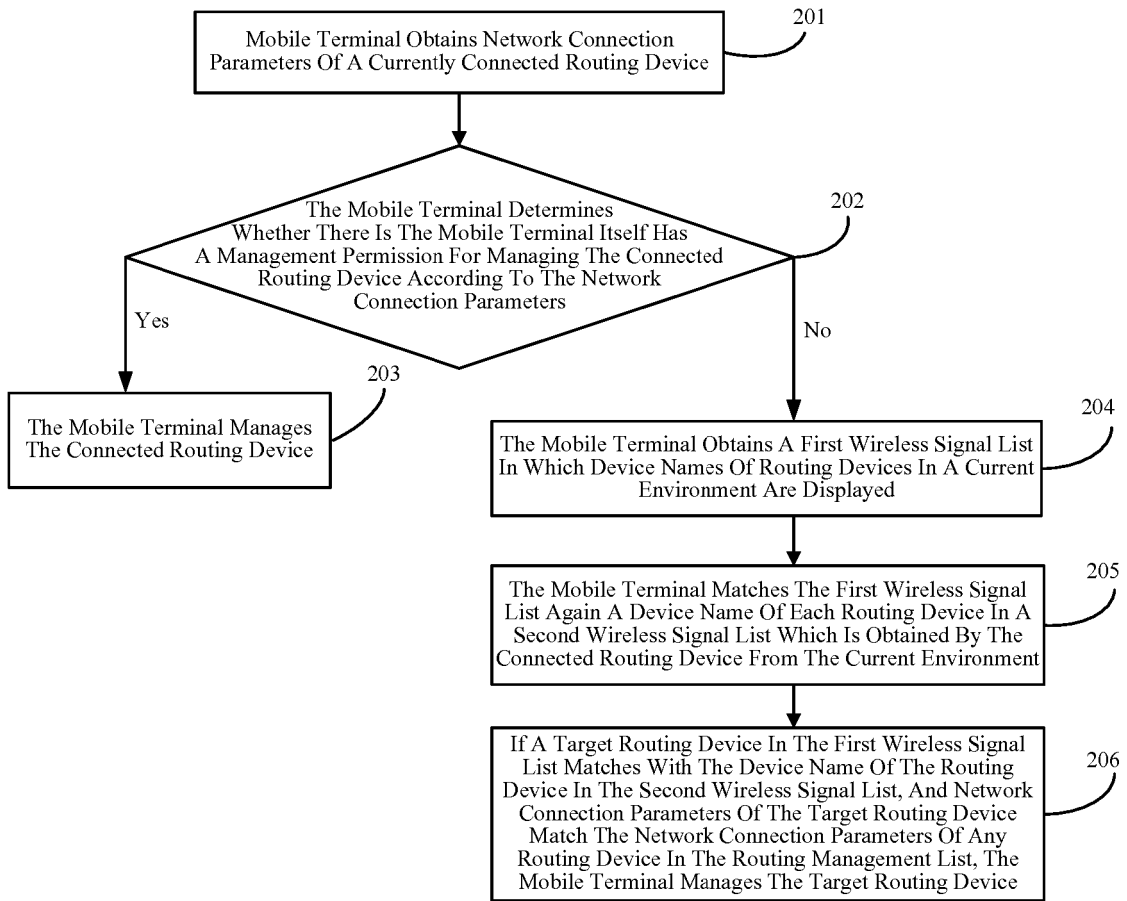 201
Mobile Terminal Obtains Network Connection
Parameters Of A Currently Connected Routing Device
202
The Mobile Terminal Determines
Whether There Is The Mobile Terminal Itself Has
A Management Permission For Managing The Connected
Routing Device According To The Network
Connection Parameters
Yes
No
203
The Mobile Terminal Manages
The Connected Routing Device
204
The Mobile Terminal Obtains A First Wireless Signal List
In Which Device Names Of Routing Devices In A Current
Environment Are Displayed
205
The Mobile Terminal Matches The First Wireless Signal
List Again A Device Name Of Each Routing Device In A
Second Wireless Signal List Which Is Obtained By The
Connected Routing Device From The Current Environment
206
If A Target Routing Device In The First Wireless Signal
List Matches With The Device Name Of The Routing
Device In The Second Wireless Signal List, And Network
Connection Parameters Of The Target Routing Device
Match The Network Connection Parameters Of Any
Routing Device In The Routing Management List, The
Mobile Terminal Manages The Target Routing Device